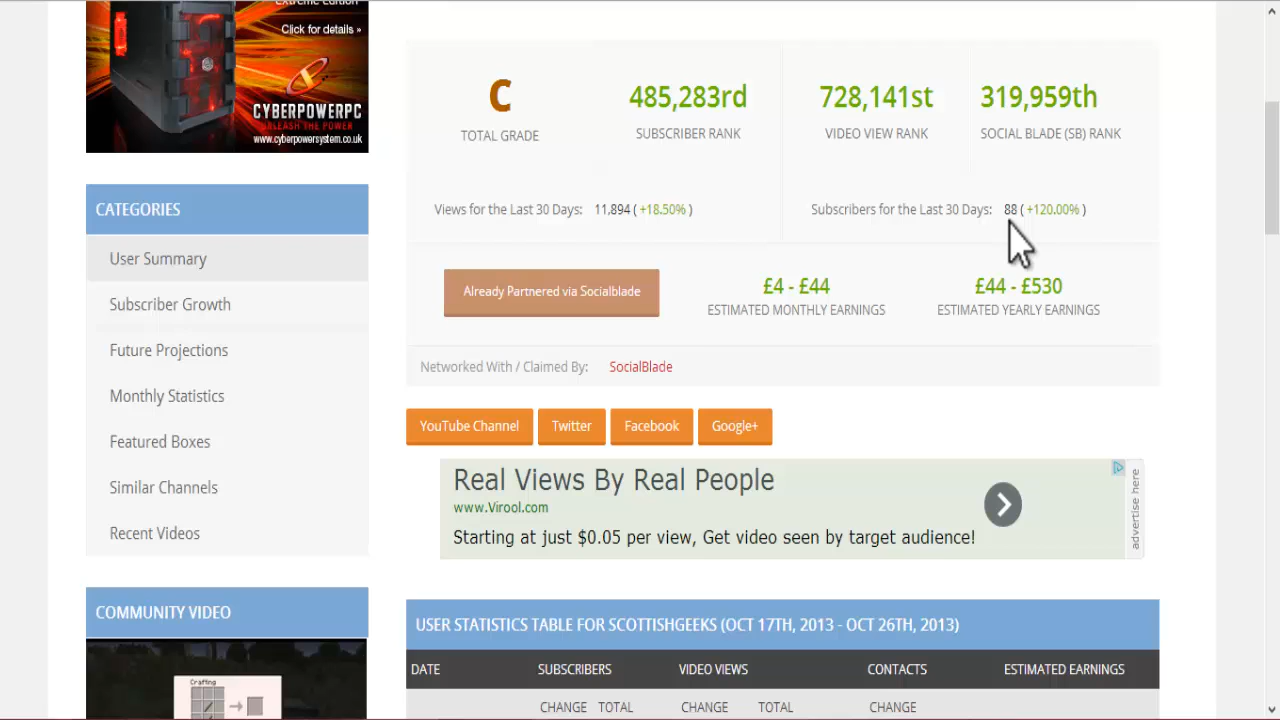 Click for details »
CYBERPOWERPC
UNLEASH THE POWER
www.cyberpowersystem.co.uk
CATEGORIES
User Summary
Subscriber Growth
Future Projections
Monthly Statistics
Featured Boxes
Similar Channels
Recent Videos
COMMUNITY VIDEO
Crafting
C
TOTAL GRADE
485,283rd
SUBSCRIBER RANK
728,141st
VIDEO VIEW RANK
319,959th
SOCIAL BLADE (SB) RANK
Views for the Last 30 Days: 11,894 ( +18.50% )
Subscribers for the Last 30 Days: 88 ( +120.00% )
Already Partnered via Socialblade
£4 - £44
ESTIMATED MONTHLY EARNINGS
£44 - £530
ESTIMATED YEARLY EARNINGS
Networked With / Claimed By: SocialBlade
YouTube Channel Twitter Facebook Google+
Real Views By Real People
www.Virool.com
Starting at just $0.05 per view, Get video seen by target audience!
advertise here
USER STATISTICS TABLE FOR SCOTTISHGEEKS (OCT 17TH, 2013 - OCT 26TH, 2013)
DATE SUBSCRIBERS VIDEO VIEWS CONTACTS ESTIMATED EARNINGS
CHANGE TOTAL CHANGE TOTAL CHANGE